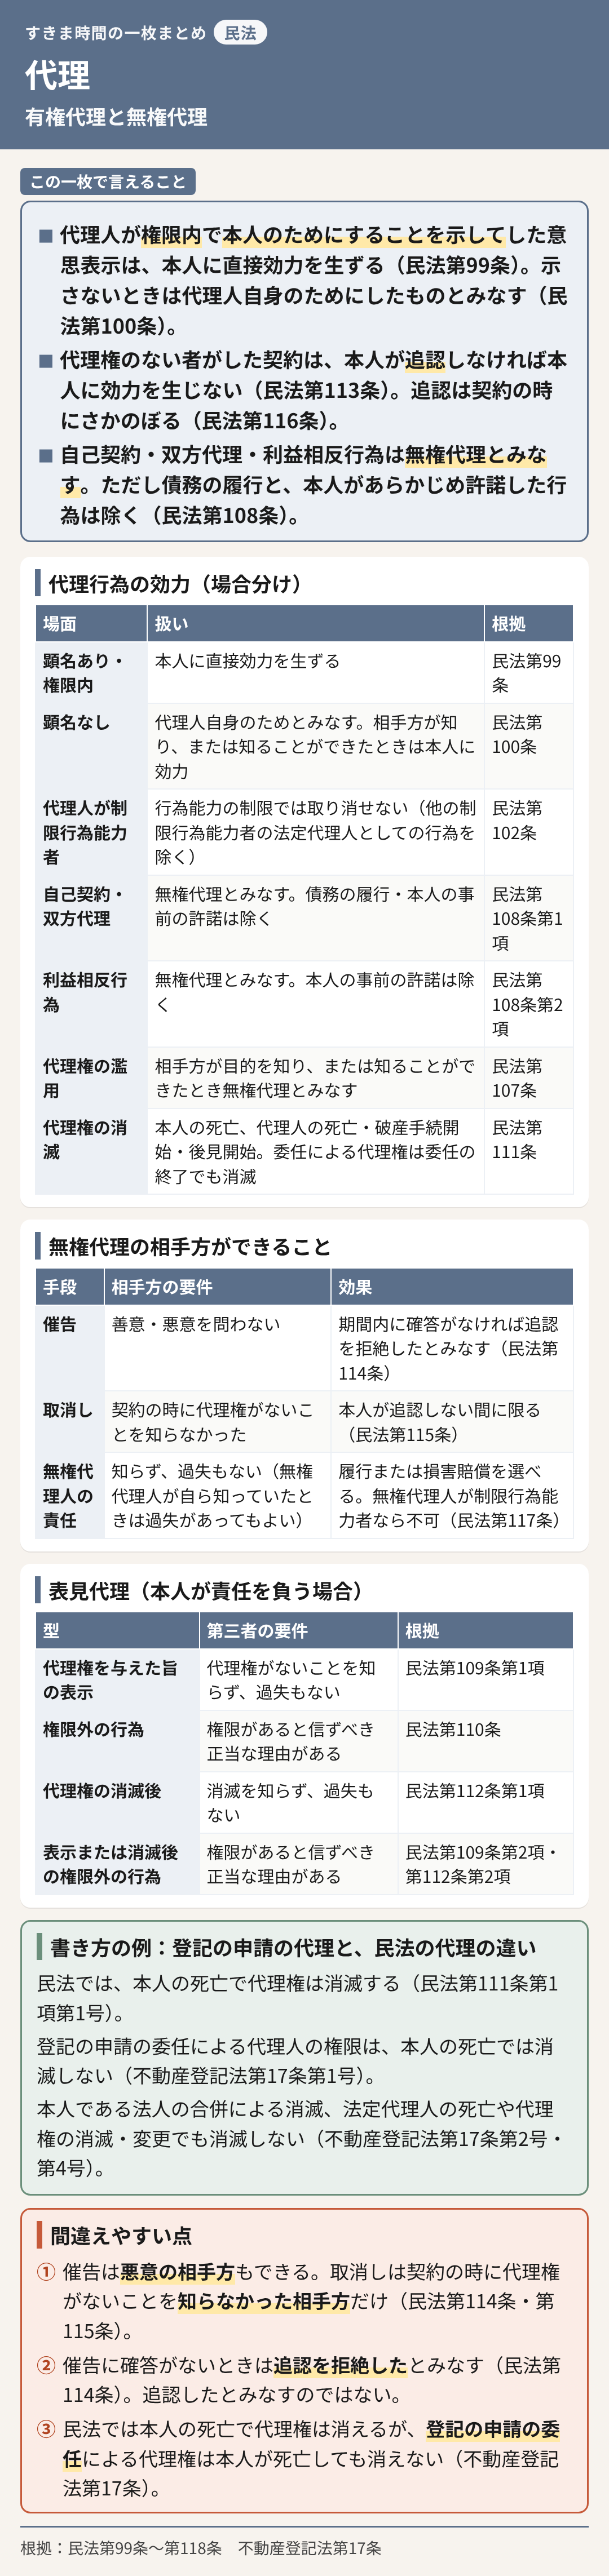 すきま時間の一枚まとめ 民法
代理
有権代理と無権代理
この一枚で言えること
■ 代理人が権限内で本人のためにすることを示してした意
思表示は、本人に直接効力を生ずる（民法第99条）。示
さないときは代理人自身のためにしたものとみなす（民
法第100条）。
■ 代理権のない者がした契約は、本人が追認しなければ本
人に効力を生じない（民法第113条）。追認は契約の時
にさかのぼる（民法第116条）。
■ 自己契約・双方代理・利益相反行為は無権代理とみな
す。ただし債務の履行と、本人があらかじめ許諾した行
為は除く（民法第108条）。
代理行為の効力（場合分け）
場面 扱い 根拠
顕名あり・ 本人に直接効力を生ずる 民法第99
権限内 条
顕名なし 代理人自身のためとみなす。相手方が知 民法第
り、または知ることができたときは本人に 100条
効力
代理人が制 行為能力の制限では取り消せない（他の制 民法第
限行為能力 限行為能力者の法定代理人としての行為を 102条
者 除く）
自己契約・ 無権代理とみなす。債務の履行・本人の事 民法第
双方代理 前の許諾は除く 108条第1
項
利益相反行 無権代理とみなす。本人の事前の許諾は除 民法第
為 く 108条第2
項
代理権の濫 相手方が目的を知り、または知ることがで 民法第
用 きたとき無権代理とみなす 107条
代理権の消 本人の死亡、代理人の死亡・破産手続開 民法第
滅 始・後見開始。委任による代理権は委任の 111条
終了でも消滅
無権代理の相手方ができること
手段 相手方の要件 効果
催告 善意・悪意を問わない 期間内に確答がなければ追認
を拒絶したとみなす（民法第
114条）
取消し 契約の時に代理権がないこ 本人が追認しない間に限る
とを知らなかった （民法第115条）
無権代 知らず、過失もない（無権 履行または損害賠償を選べ
理人の 代理人が自ら知っていたと る。無権代理人が制限行為能
責任 きは過失があってもよい） 力者なら不可（民法第117条）
表見代理（本人が責任を負う場合）
型 第三者の要件 根拠
代理権を与えた旨 代理権がないことを知 民法第109条第1項
の表示 らず、過失もない
権限外の行為 権限があると信ずべき 民法第110条
正当な理由がある
代理権の消滅後 消滅を知らず、過失も 民法第112条第1項
ない
表示または消滅後 権限があると信ずべき 民法第109条第2項・
の権限外の行為 正当な理由がある 第112条第2項
書き方の例：登記の申請の代理と、民法の代理の違い
民法では、本人の死亡で代理権は消滅する（民法第111条第1
項第1号）。
登記の申請の委任による代理人の権限は、本人の死亡では消
滅しない（不動産登記法第17条第1号）。
本人である法人の合併による消滅、法定代理人の死亡や代理
権の消滅・変更でも消滅しない（不動産登記法第17条第2号・
第4号）。
間違えやすい点
① 催告は悪意の相手方もできる。取消しは契約の時に代理権
がないことを知らなかった相手方だけ（民法第114条・第
115条）。
② 催告に確答がないときは追認を拒絶したとみなす（民法第
114条）。追認したとみなすのではない。
③ 民法では本人の死亡で代理権は消えるが、登記の申請の委
任による代理権は本人が死亡しても消えない（不動産登記
法第17条）。
根拠：民法第99条～第118条 不動産登記法第17条